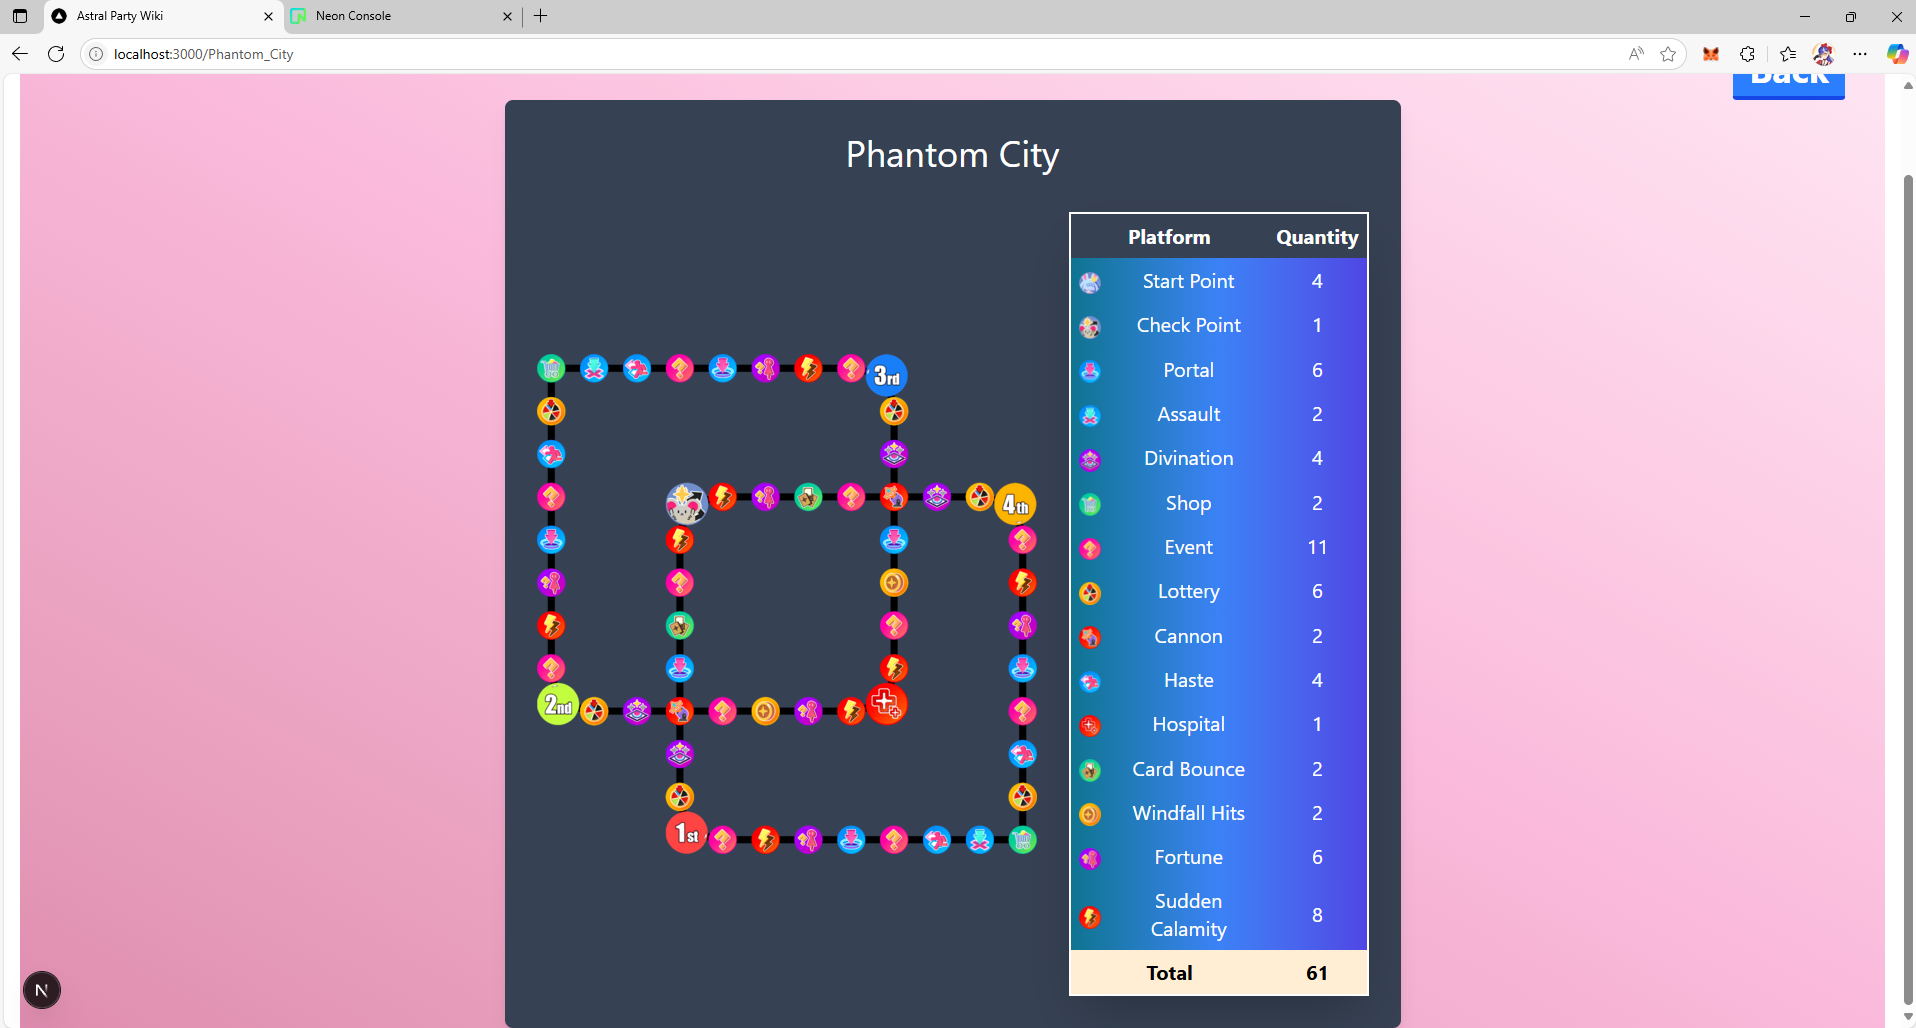 Astral Party Wiki
Neon Console
localhost:3000/Phantom_City
Back
Phantom City
Platform Quantity
Start Point 4
Check Point 1
Portal 6
Assault 2
Divination 4
Shop 2
Event 11
Lottery 6
Cannon 2
Haste 4
Hospital 1
Card Bounce 2
Windfall Hits 2
Fortune 6
Sudden
Calamity 8
Total 61
3rd
4th
2nd
1st
N